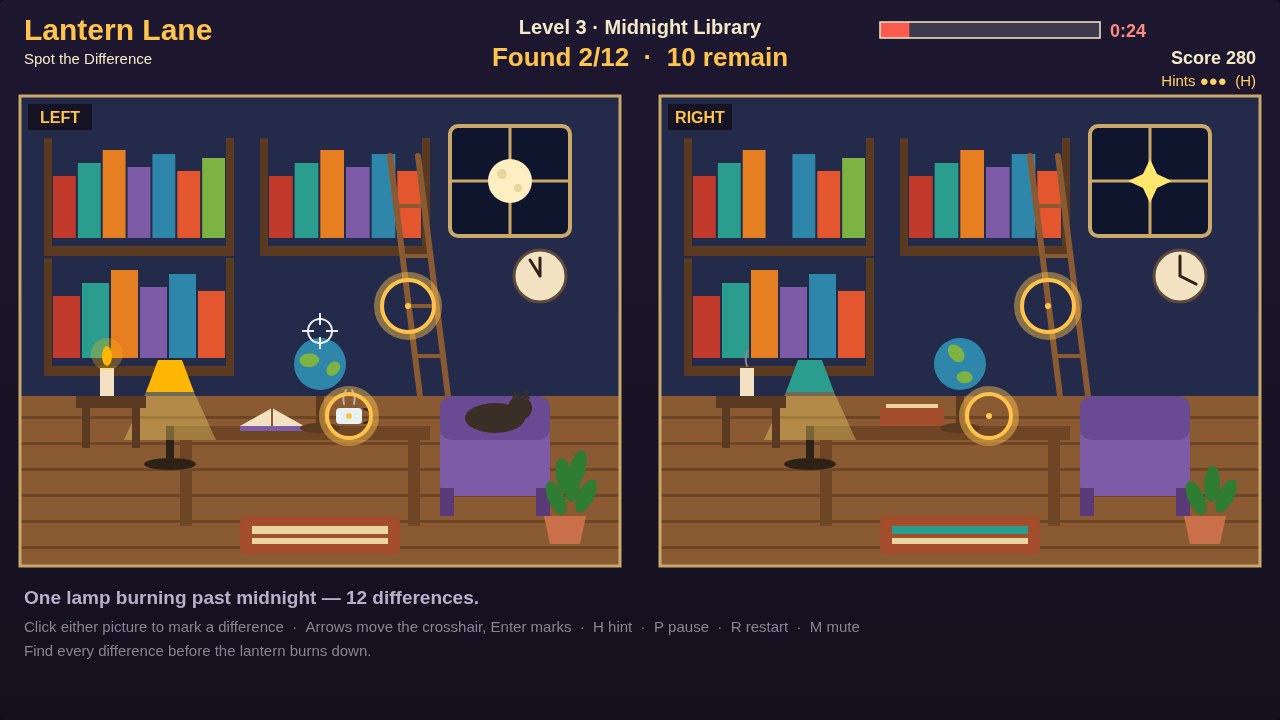 Lantern Lane
Spot the Difference
Level 3 · Midnight Library
Found 2/12 · 10 remain
0:24
Score 280
Hints ●●● (H)
LEFT
RIGHT
One lamp burning past midnight — 12 differences.
Click either picture to mark a difference · Arrows move the crosshair, Enter marks · H hint · P pause · R restart · M mute
Find every difference before the lantern burns down.